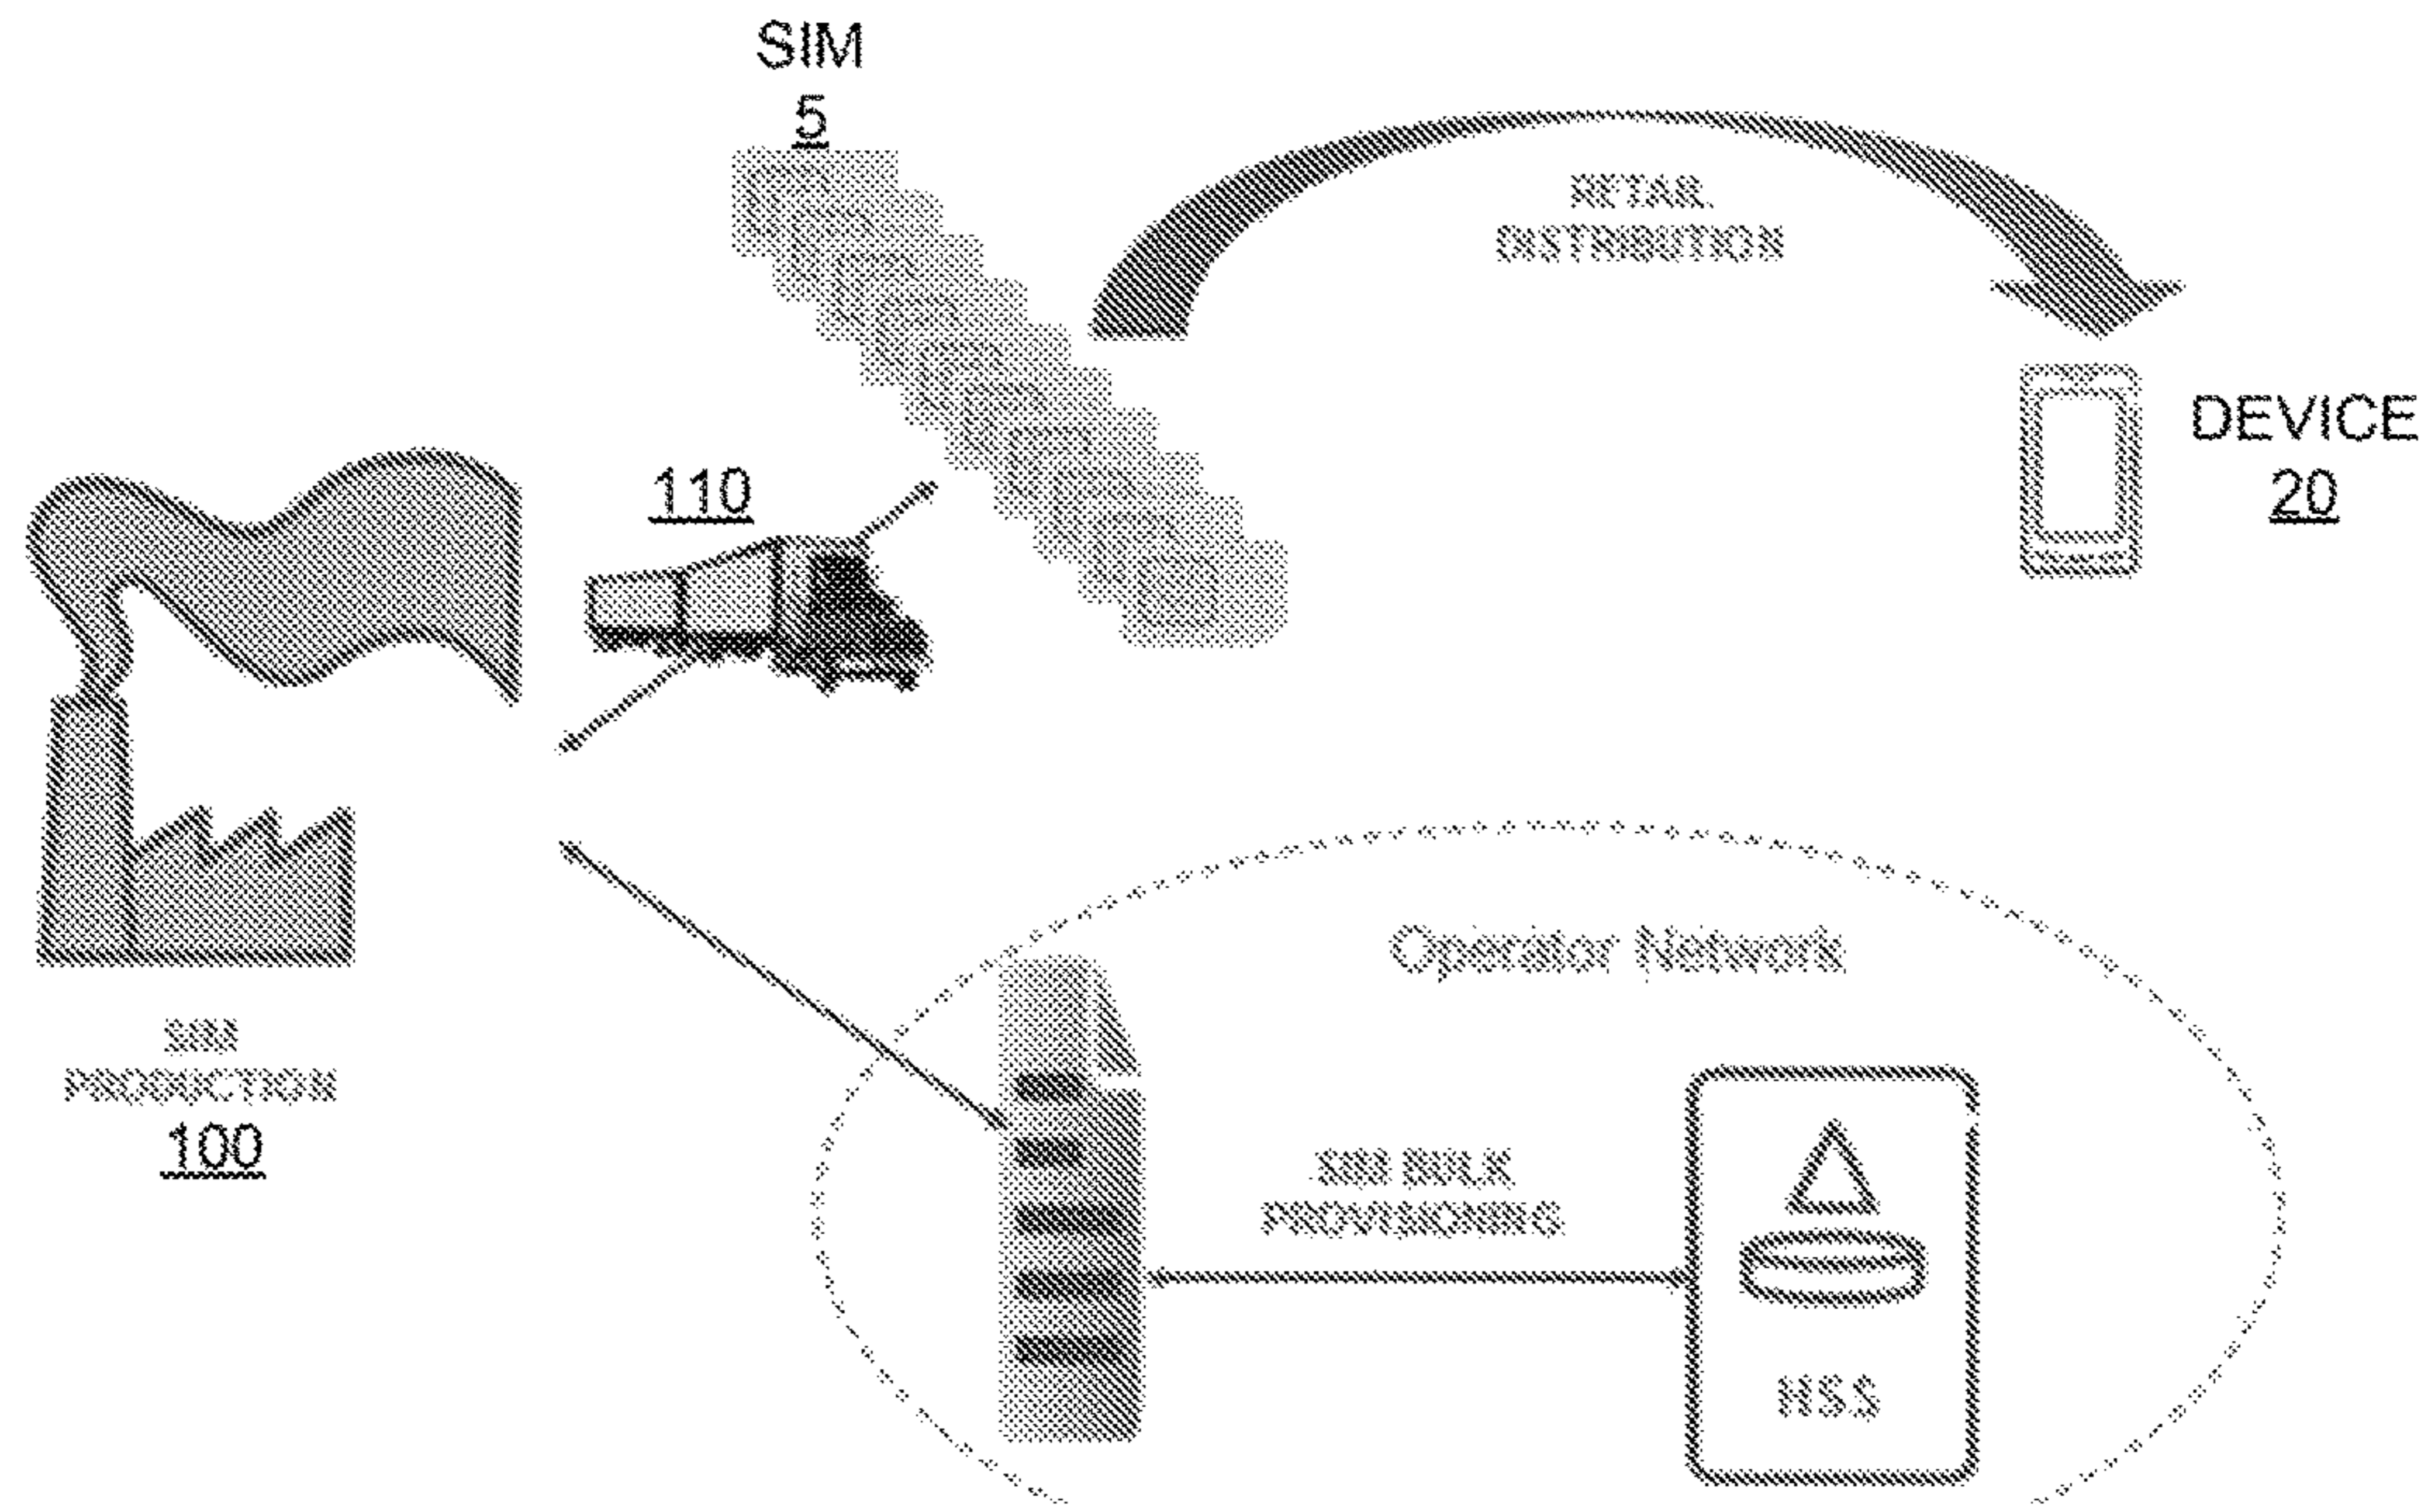 SIM
5
RETAIL
DISTRIBUTION
DEVICE
20
110
SIM
PRODUCTION
100
Operator Network
SIM BULK
PROVISIONING
HSS